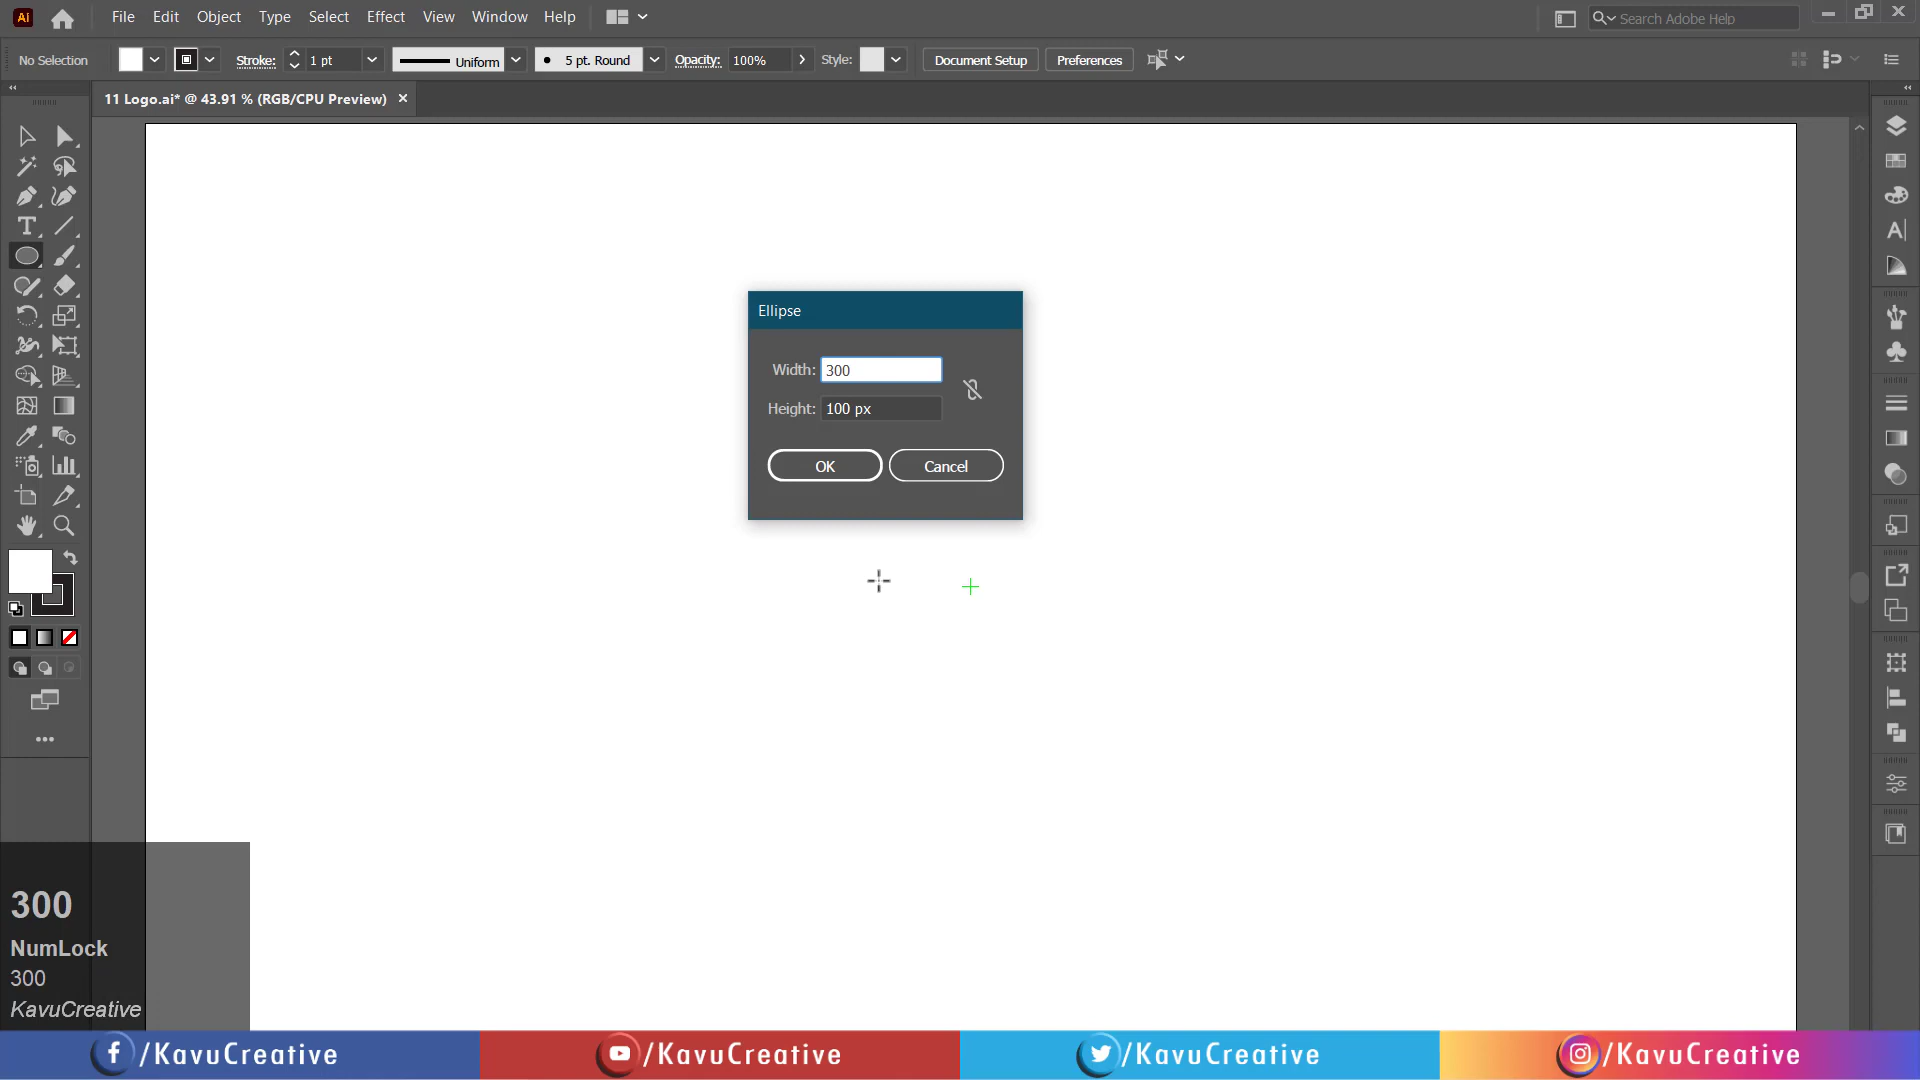 Ai File Edit Object Type Select Effect View Window Help Search Adobe Help
No Selection Stroke: 1 pt Uniform 5 pt. Round Opacity: 100% Style: Document Setup Preferences
11 Logo.ai* @ 43.91 % (RGB/CPU Preview)
Ellipse
Width: 300
Height: 100 px
OK Cancel
300
NumLock
300
KavuCreative
/KavuCreative /KavuCreative /KavuCreative /KavuCreative